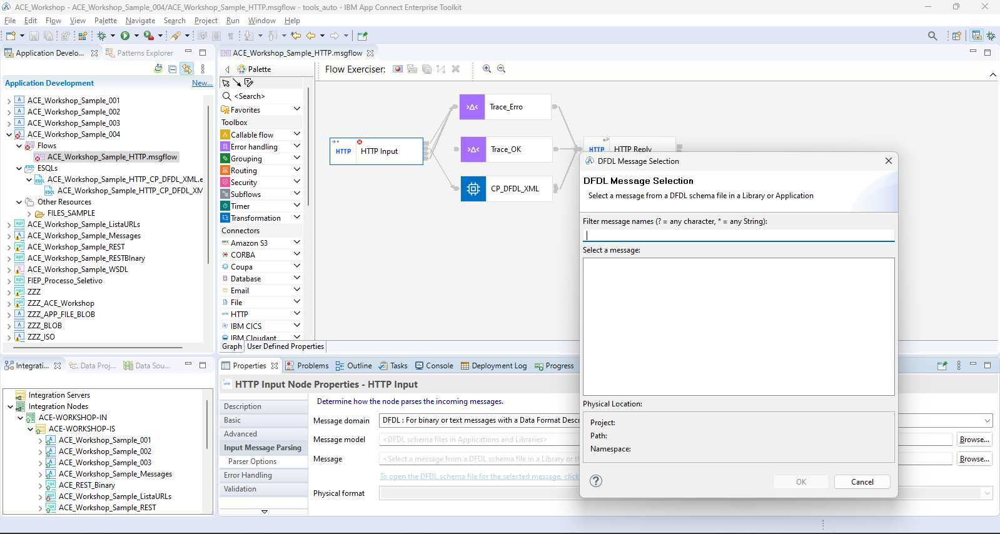 ACE_Workshop - ACE_Workshop_Sample_004/ACE_Workshop_Sample_HTTP.msgflow - tools_auto - IBM App Connect Enterprise Toolkit
File Edit Flow View Palette Navigate Search Project Run Window Help
Application Develo... Patterns Explorer
Application Development New...
ACE_Workshop_Sample_001
ACE_Workshop_Sample_002
ACE_Workshop_Sample_003
ACE_Workshop_Sample_004
Flows
ACE_Workshop_Sample_HTTP.msgflow
ESQLs
ACE_Workshop_Sample_HTTP_CP_DFDL_XML.e
ACE_Workshop_Sample_HTTP_CP_DFDL_XM
Other Resources
FILES_SAMPLE
ACE_Workshop_Sample_ListaURLs
ACE_Workshop_Sample_Messages
ACE_Workshop_Sample_REST
ACE_Workshop_Sample_RESTBInary
ACE_Workshop_Sample_WSDL
FIEP_Processo_Seletivo
ZZZ
ZZZ_ACE_Workshop
ZZZ_APP_FILE_BLOB
ZZZ_BLOB
ZZZ_ISO
ACE_Workshop_Sample_HTTP.msgflow
Palette
<Search>
Favorites
Toolbox
Callable flow
Error handling
Grouping
Routing
Security
Subflows
Timer
Transformation
Connectors
Amazon S3
CORBA
Coupa
Database
Email
File
HTTP
IBM CICS
IBM Cloudant
Flow Exerciser:
Trace_Erro
HTTP HTTP Input
Trace_OK
HTTP HTTP Reply
CP_DFDL_XML
Graph User Defined Properties
DFDL Message Selection
DFDL Message Selection
Select a message from a DFDL schema file in a Library or Application
Filter message names (? = any character, * = any String):
Select a message:
Physical Location:
Project:
Path:
Namespace:
OK Cancel
Integrati... Data Proj... Data Sou...
Integration Servers
Integration Nodes
ACE-WORKSHOP-IN
ACE-WORKSHOP-IS
ACE_Workshop_Sample_001
ACE_Workshop_Sample_002
ACE_Workshop_Sample_003
ACE_Workshop_Sample_Messages
ACE_REST_Binary
ACE_Workshop_Sample_ListaURLs
ACE_Workshop_Sample_REST
Properties Problems Outline Tasks Console Deployment Log Progress
HTTP Input Node Properties - HTTP Input
Description
Basic
Advanced
Input Message Parsing
Parser Options
Error Handling
Validation
Determine how the node parses the incoming messages.
Message domain DFDL : For binary or text messages with a Data Format Descr
Message model <DFDL schema files in Applications and Libraries> Browse...
Message <Select a message from a DFDL schema file in a Library or th Browse...
To open the DFDL schema file for the selected message, click
Physical format